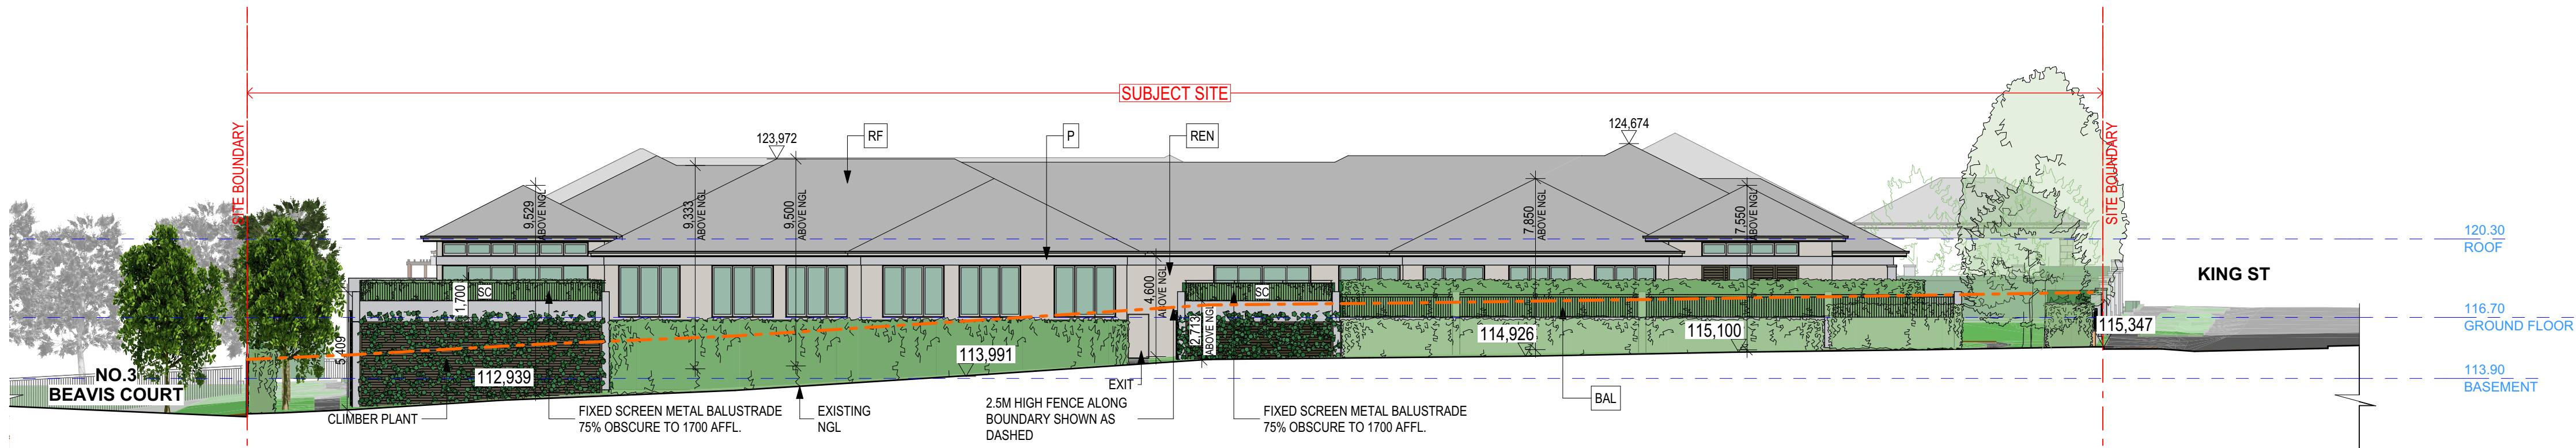 SUBJECT SITE
SITE BOUNDARY
SITE BOUNDARY
123,972
RF
P
REN
124,674
9,529
ABOVE NGL
9,333
ABOVE NGL
9,500
ABOVE NGL
7,850
ABOVE NGL
7,550
ABOVE NGL
120.30
ROOF
KING ST
SC
1,700
4,600
ABOVE NGL
SC
2,713
ABOVE NGL
116.70
GROUND FLOOR
5,409
113,991
114,926
115,100
115,347
NO.3
BEAVIS COURT
112,939
113.90
BASEMENT
EXIT
CLIMBER PLANT
FIXED SCREEN METAL BALUSTRADE
75% OBSCURE TO 1700 AFFL.
EXISTING
NGL
2.5M HIGH FENCE ALONG
BOUNDARY SHOWN AS
DASHED
FIXED SCREEN METAL BALUSTRADE
75% OBSCURE TO 1700 AFFL.
BAL